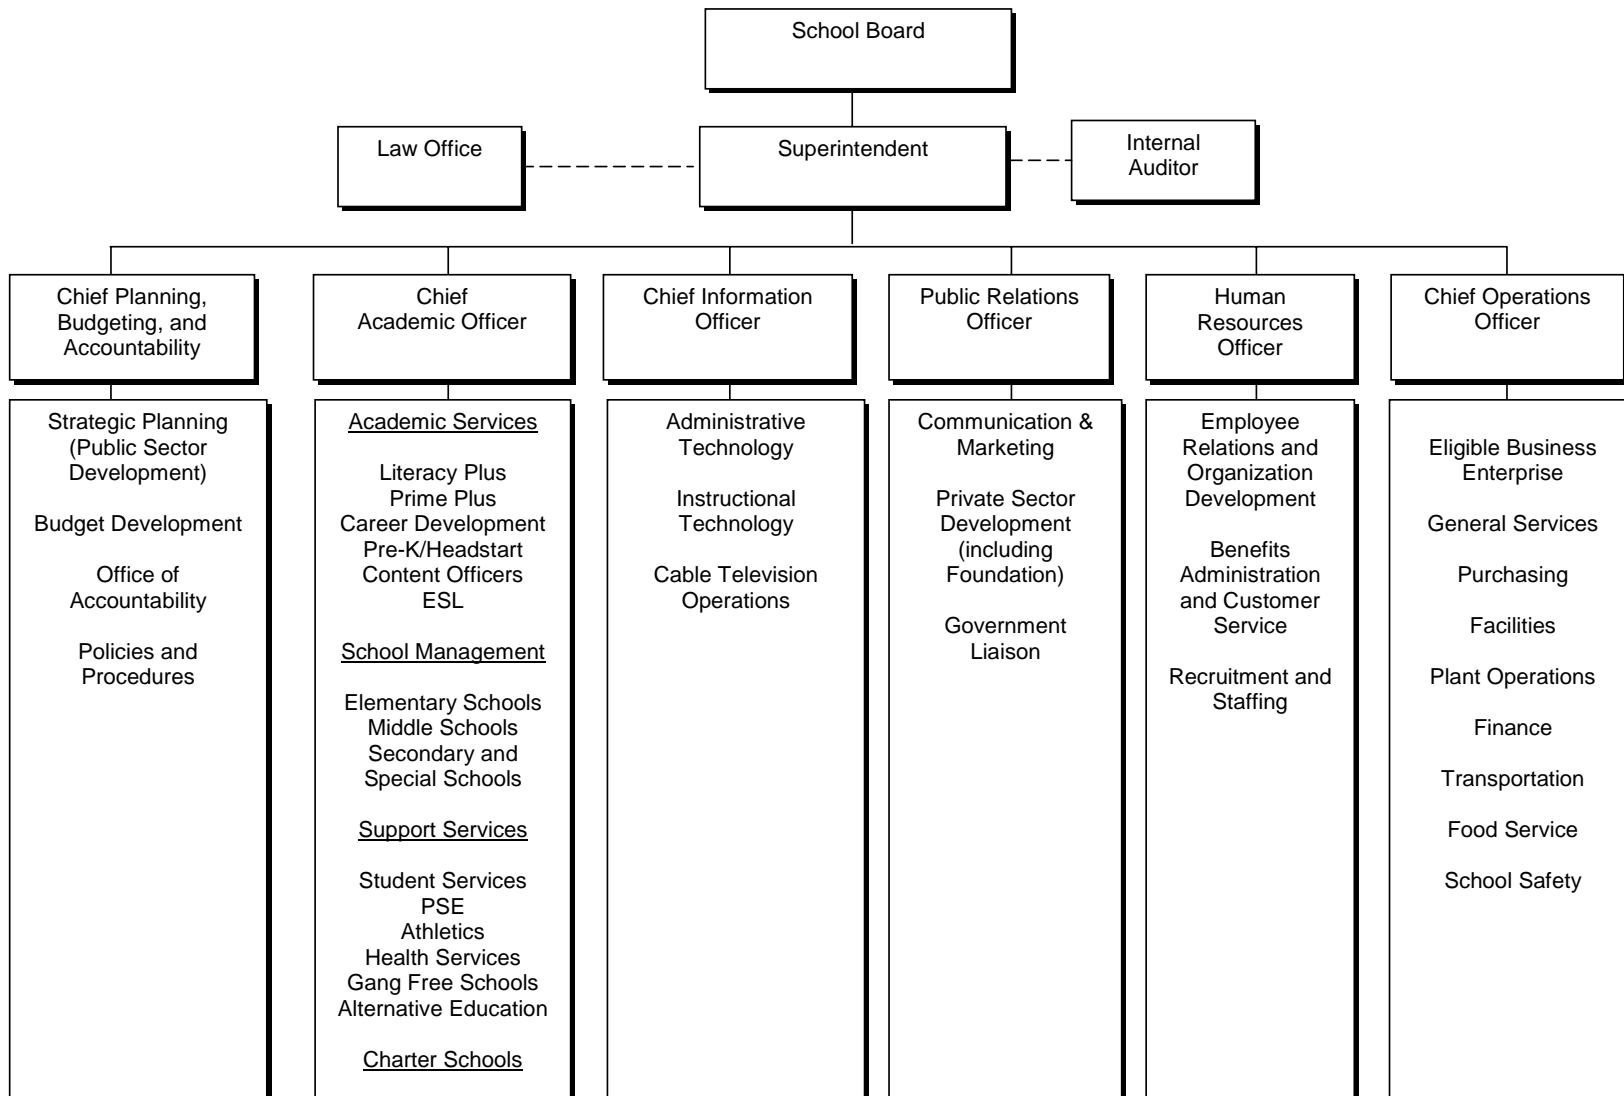 School Board
Law Office
Superintendent
Internal
Auditor
Chief Planning,
Budgeting, and
Accountability
Chief
Academic Officer
Chief Information
Officer
Public Relations
Officer
Human
Resources
Officer
Chief Operations
Officer
Strategic Planning
(Public Sector
Development)
Budget Development
Office of
Accountability
Policies and
Procedures
Academic Services
Literacy Plus
Prime Plus
Career Development
Pre-K/Headstart
Content Officers
ESL
School Management
Elementary Schools
Middle Schools
Secondary and
Special Schools
Support Services
Student Services
PSE
Athletics
Health Services
Gang Free Schools
Alternative Education
Charter Schools
Administrative
Technology
Instructional
Technology
Cable Television
Operations
Communication &
Marketing
Private Sector
Development
(including
Foundation)
Government
Liaison
Employee
Relations and
Organization
Development
Benefits
Administration
and Customer
Service
Recruitment and
Staffing
Eligible Business
Enterprise
General Services
Purchasing
Facilities
Plant Operations
Finance
Transportation
Food Service
School Safety